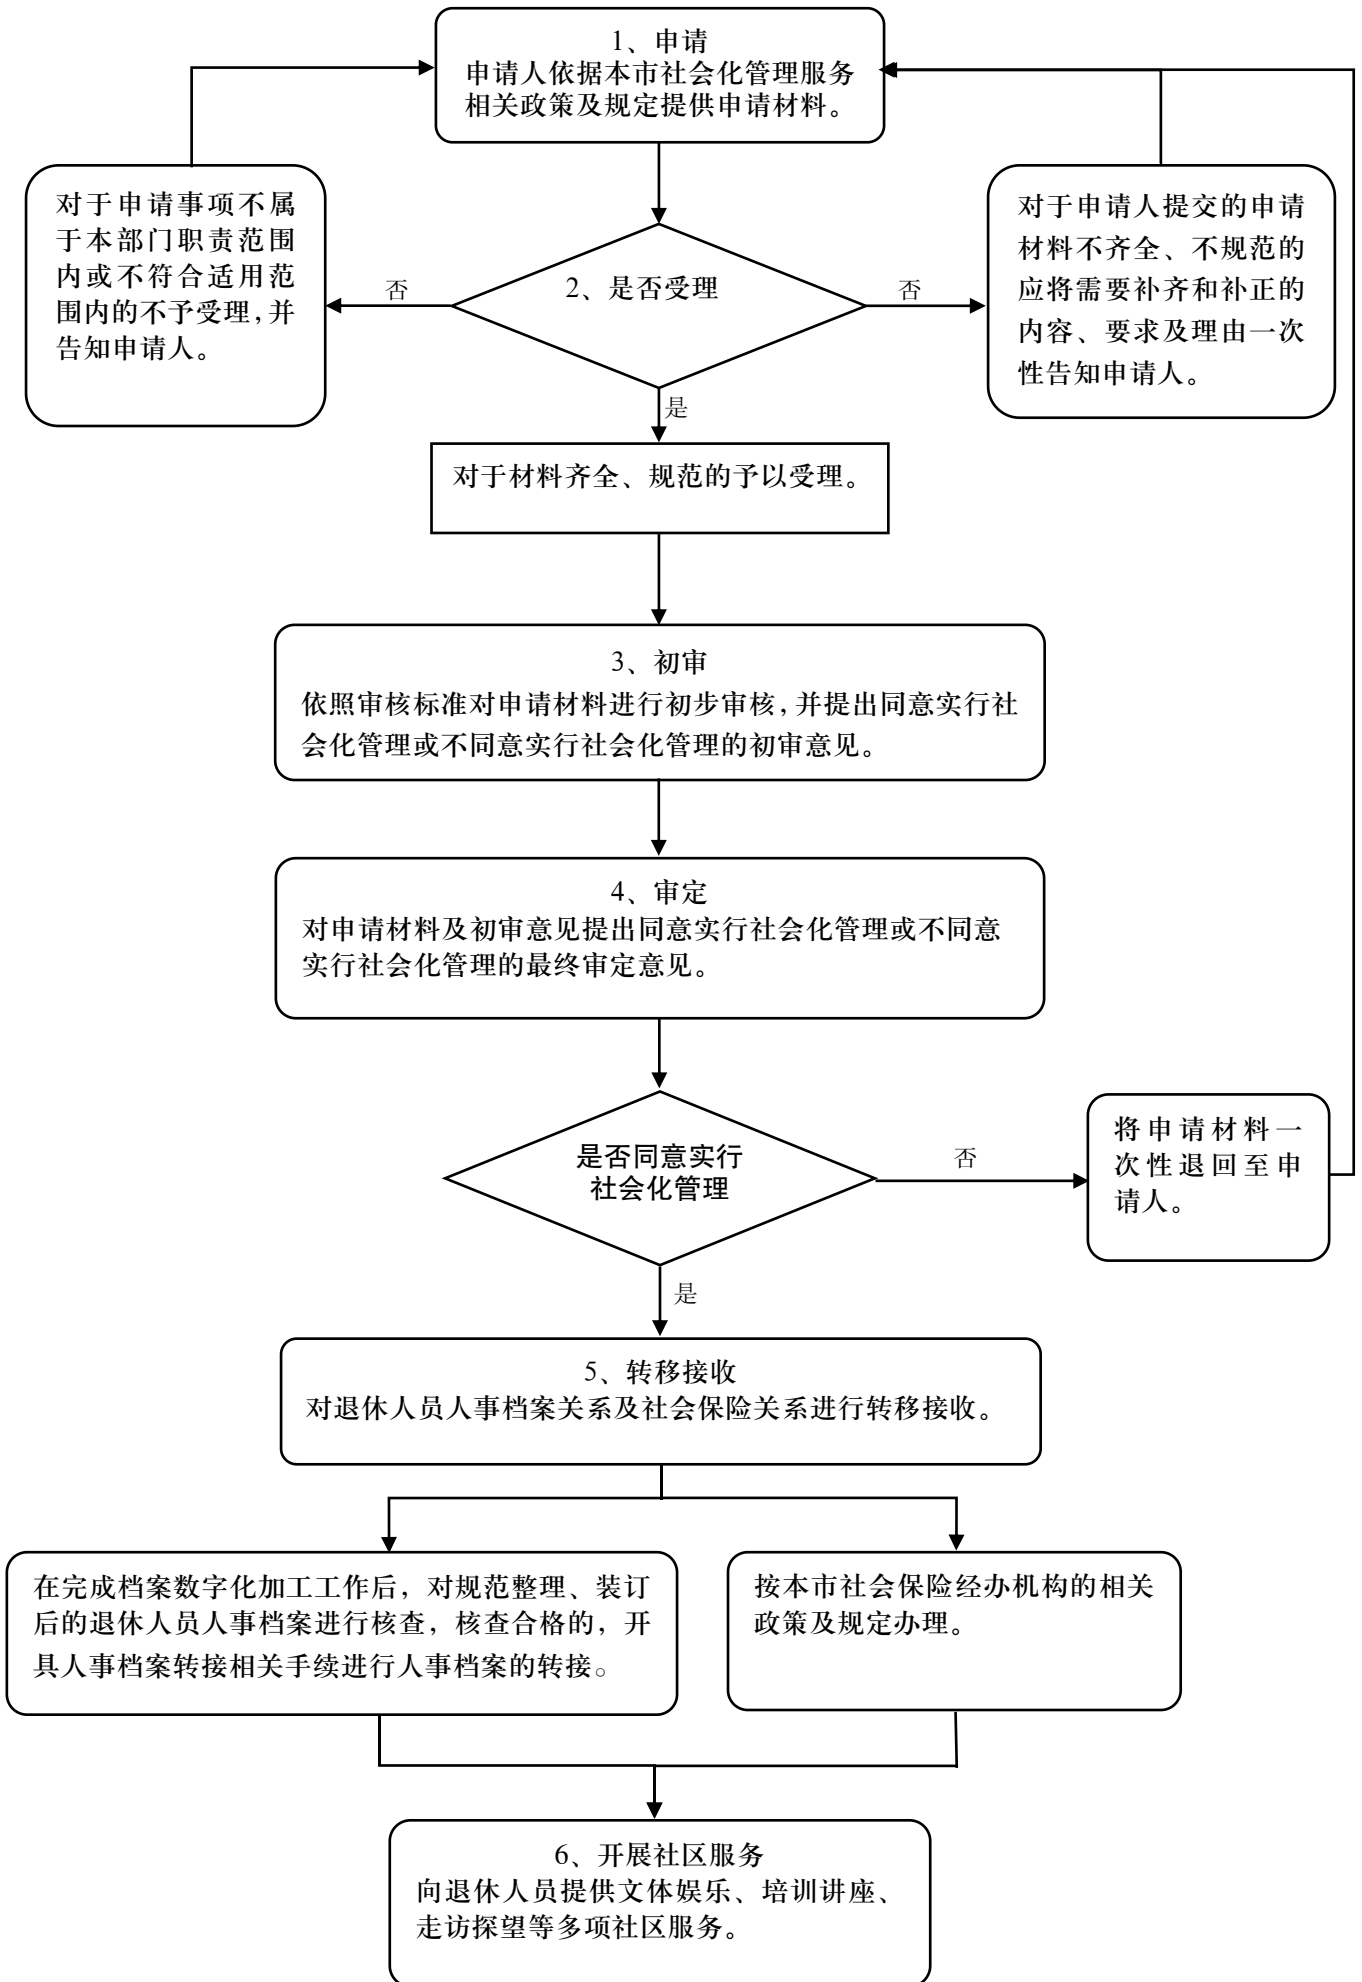 1、申请
申请人依据本市社会化管理服务
相关政策及规定提供申请材料。
对于申请事项不属
于本部门职责范围
内或不符合适用范
围内的不予受理,并
告知申请人。
否
2、是否受理
否
对于申请人提交的申请
材料不齐全、不规范的
应将需要补齐和补正的
内容、要求及理由一次
性告知申请人。
是
对于材料齐全、规范的予以受理。
3、初审
依照审核标准对申请材料进行初步审核,并提出同意实行社
会化管理或不同意实行社会化管理的初审意见。
4、审定
对申请材料及初审意见提出同意实行社会化管理或不同意
实行社会化管理的最终审定意见。
是否同意实行
社会化管理
否
将申请材料一
次性退回至申
请人。
是
5、转移接收
对退休人员人事档案关系及社会保险关系进行转移接收。
在完成档案数字化加工工作后，对规范整理、装订
后的退休人员人事档案进行核查，核查合格的，开
具人事档案转接相关手续进行人事档案的转接。
按本市社会保险经办机构的相关
政策及规定办理。
6、开展社区服务
向退休人员提供文体娱乐、培训讲座、
走访探望等多项社区服务。